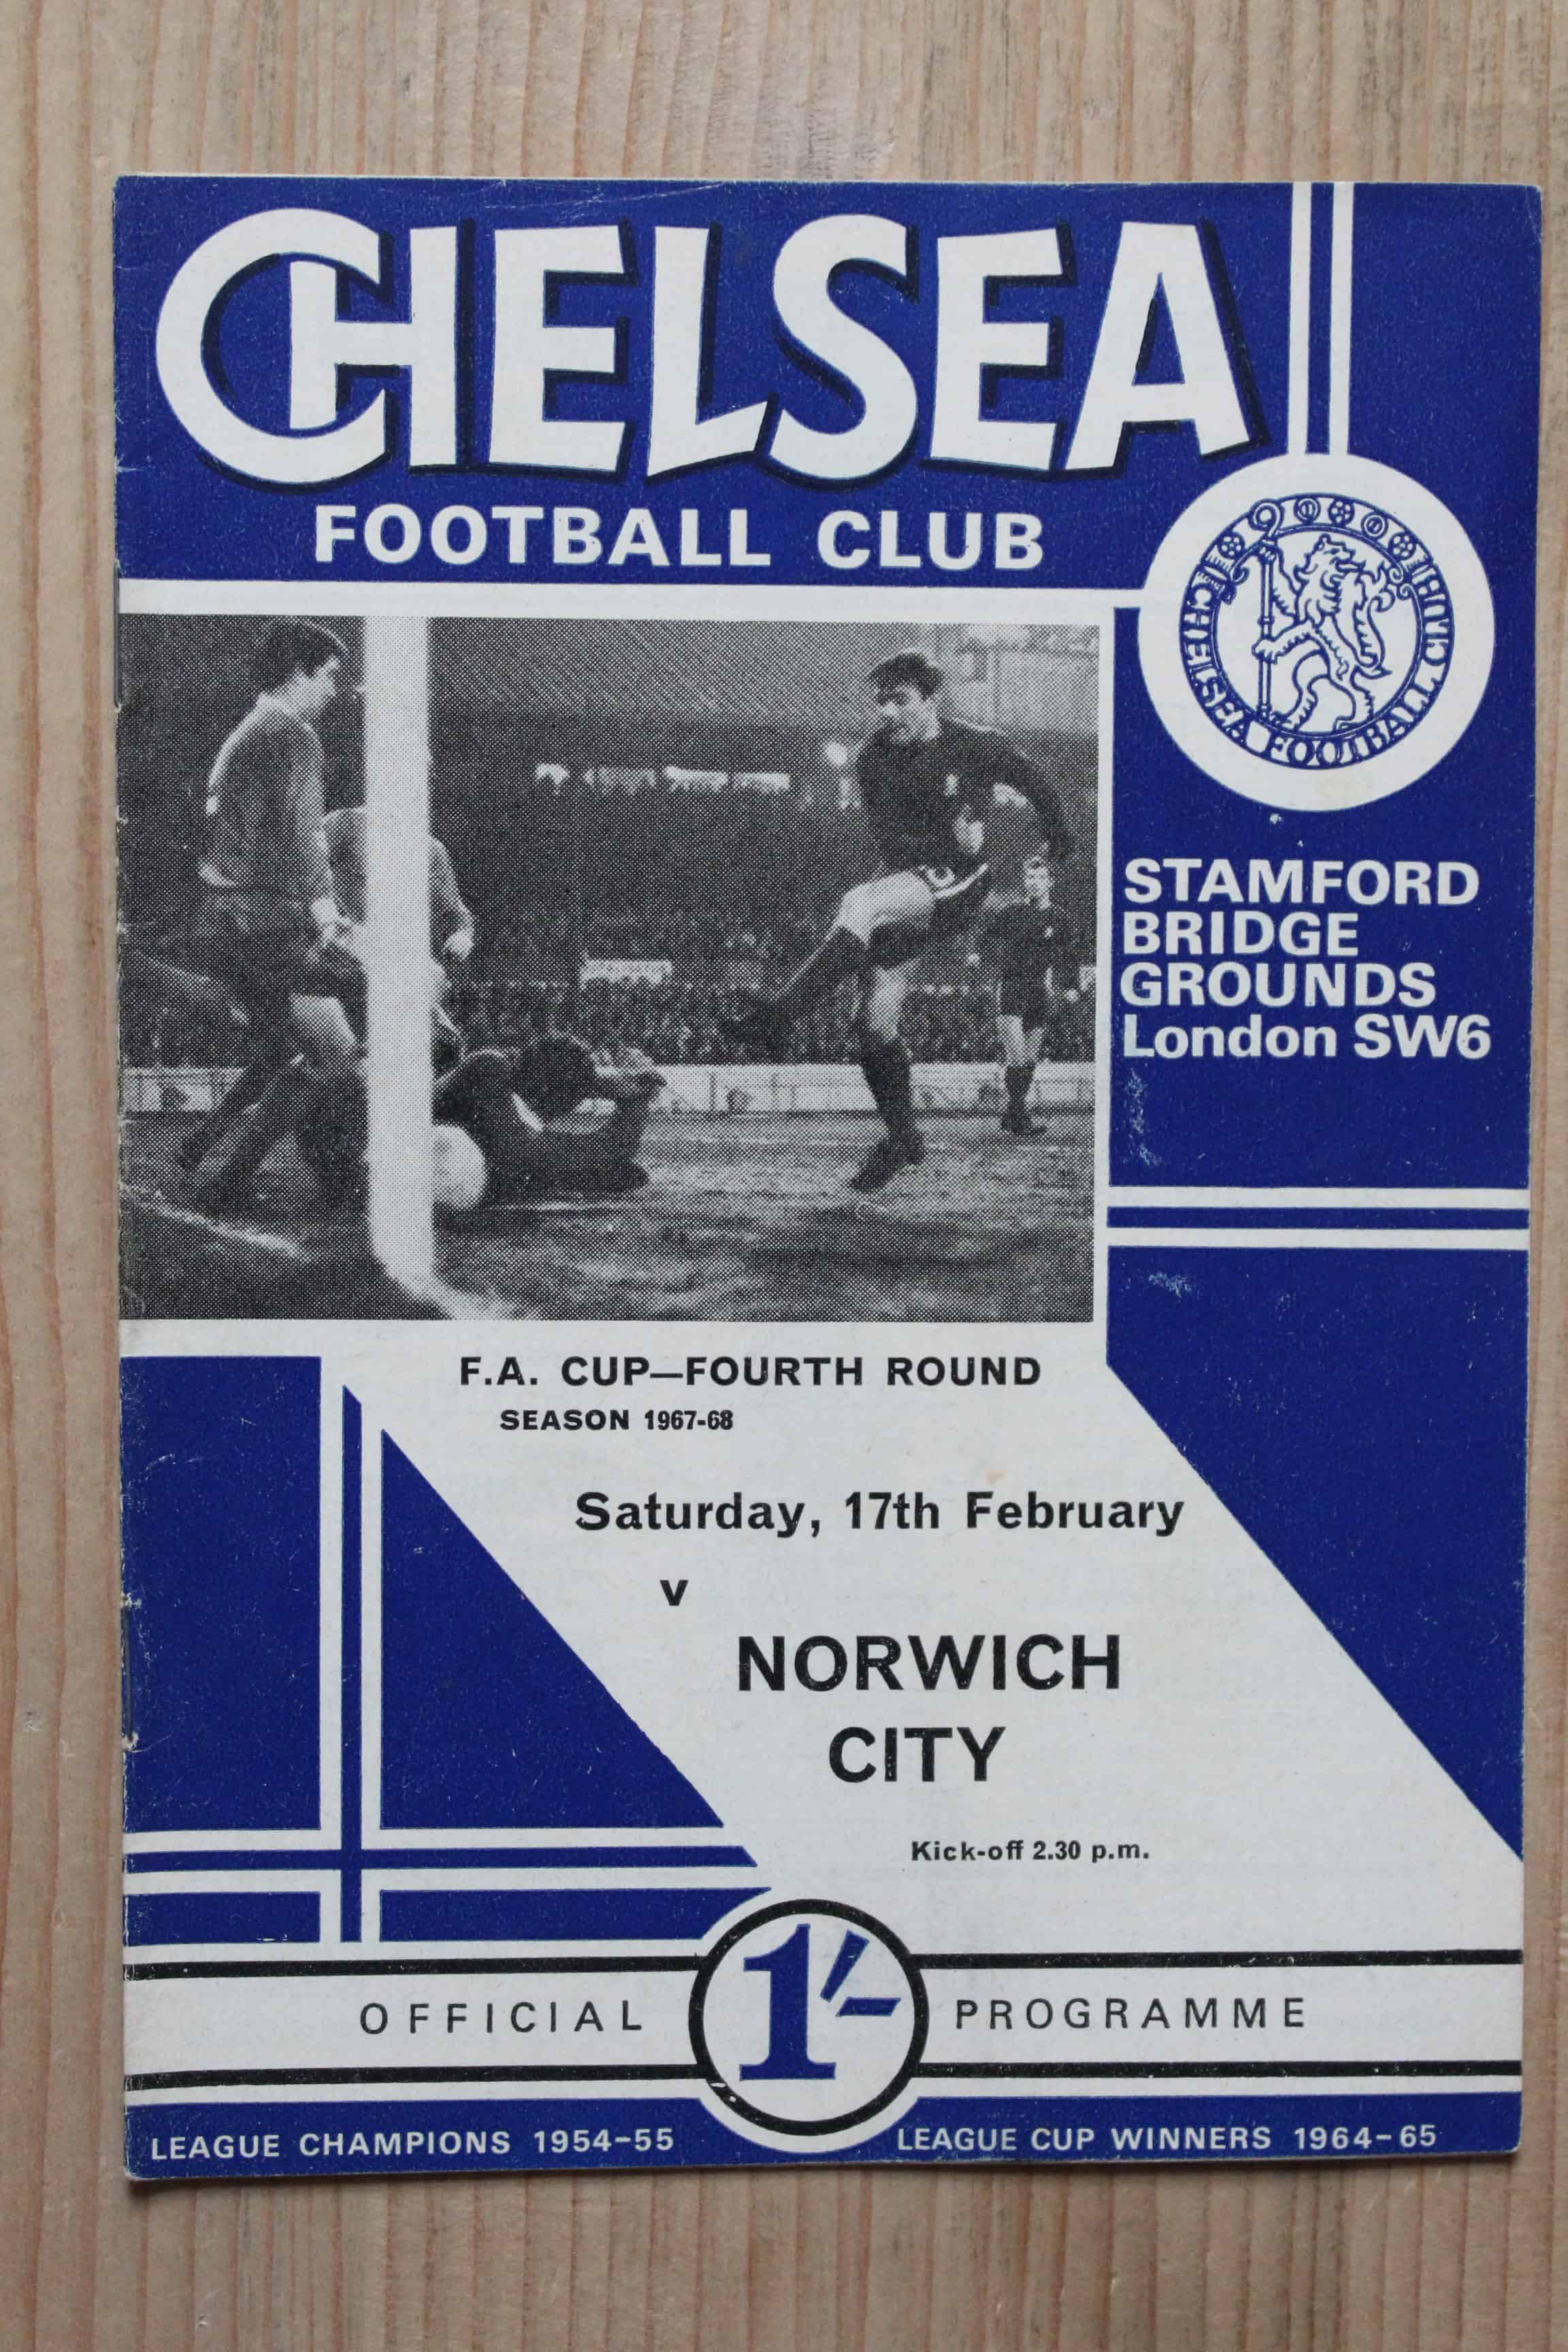 CHELSEA
FOOTBALL CLUB
CHELSEA FOOTBALL CLUB
STAMFORD
BRIDGE
GROUNDS
London SW6
F.A. CUP—FOURTH ROUND
SEASON 1967-68
Saturday, 17th February
v
NORWICH
CITY
Kick-off 2.30 p.m.
OFFICIAL 1/- PROGRAMME
LEAGUE CHAMPIONS 1954-55 LEAGUE CUP WINNERS 1964-65